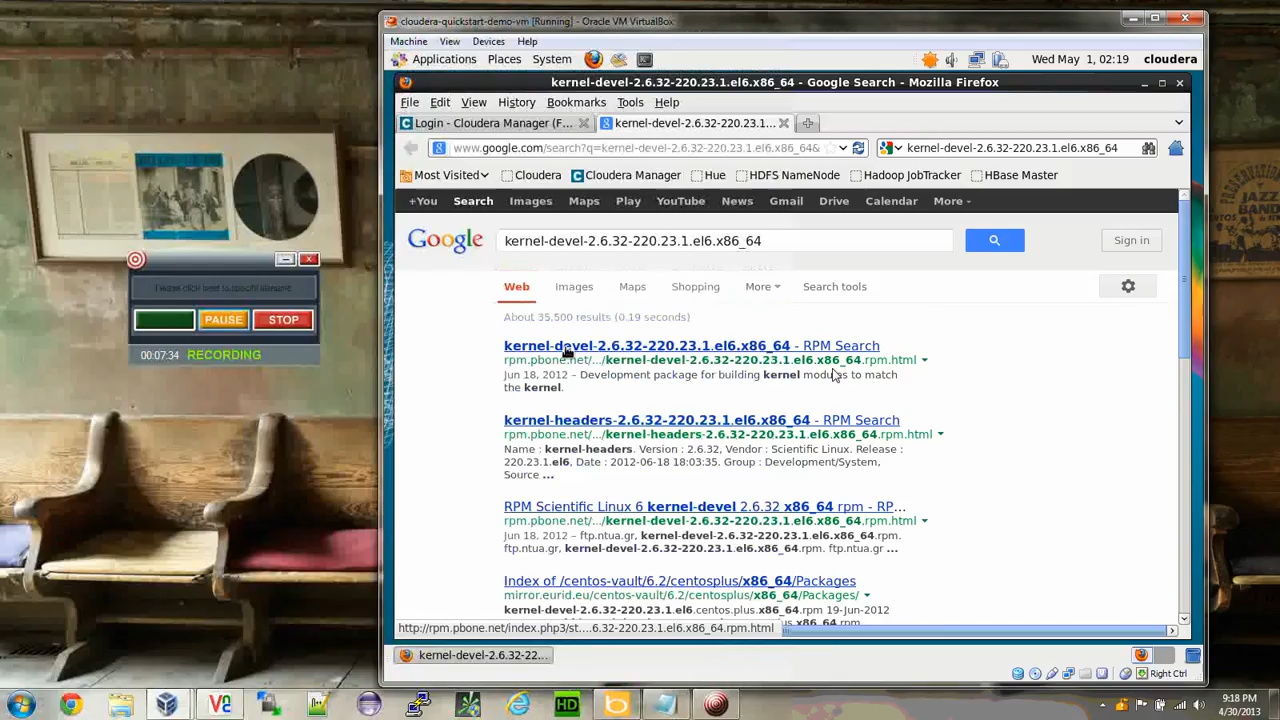 cloudera-quickstart-demo-vm [Running] - Oracle VM VirtualBox
Machine View Devices Help
Applications Places System Wed May 1, 02:19 cloudera
kernel-devel-2.6.32-220.23.1.el6.x86_64 - Google Search - Mozilla Firefox
File Edit View History Bookmarks Tools Help
Login - Cloudera Manager (F... kernel-devel-2.6.32-220.23.1...
www.google.com/search?q=kernel-devel-2.6.32-220.23.1.el6.x86_64& kernel-devel-2.6.32-220.23.1.el6.x86_64
Most Visited Cloudera Cloudera Manager Hue HDFS NameNode Hadoop JobTracker HBase Master
+You Search Images Maps Play YouTube News Gmail Drive Calendar More
Google kernel-devel-2.6.32-220.23.1.el6.x86_64 Sign in
Web Images Maps Shopping More Search tools
About 35,500 results (0.19 seconds)
kernel-devel-2.6.32-220.23.1.el6.x86_64 - RPM Search
rpm.pbone.net/.../kernel-devel-2.6.32-220.23.1.el6.x86_64.rpm.html
Jun 18, 2012 – Development package for building kernel modules to match
the kernel.
kernel-headers-2.6.32-220.23.1.el6.x86_64 - RPM Search
rpm.pbone.net/.../kernel-headers-2.6.32-220.23.1.el6.x86_64.rpm.html
Name : kernel-headers. Version : 2.6.32, Vendor : Scientific Linux. Release :
220.23.1.el6, Date : 2012-06-18 18:03:35. Group : Development/System,
Source ...
RPM Scientific Linux 6 kernel-devel 2.6.32 x86_64 rpm - RP...
rpm.pbone.net/.../kernel-devel-2.6.32-220.23.1.el6.x86_64.rpm.html
Jun 18, 2012 – ftp.ntua.gr, kernel-devel-2.6.32-220.23.1.el6.x86_64.rpm.
ftp.ntua.gr, kernel-devel-2.6.32-220.23.1.el6.x86_64.rpm. ftp.ntua.gr ...
Index of /centos-vault/6.2/centosplus/x86_64/Packages
mirror.eurid.eu/centos-vault/6.2/centosplus/x86_64/Packages/
kernel-devel-2.6.32-220.23.1.el6.centos.plus.x86_64.rpm 19-Jun-2012
http://rpm.pbone.net/index.php3/st....6.32-220.23.1.el6.x86_64.rpm.html
kernel-devel-2.6.32-22...
Right Ctrl
PAUSE STOP
00:07:34 RECORDING
JAZZ
BAND
HD
9:18 PM
4/30/2013